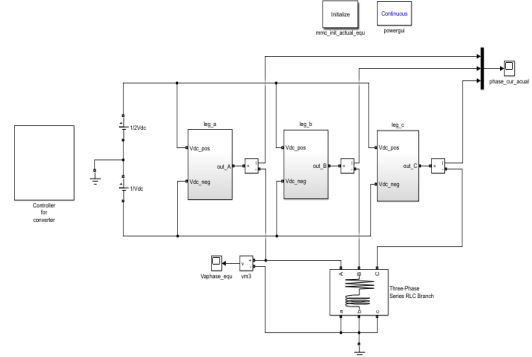 Initialize
mmc_init_actual_equ
Continuous
powergui
phase_cur_acual
leg_a
leg_b
leg_c
1/2Vdc
Vdc_pos
out_A
Vdc_neg
Vdc_pos
out_B
Vdc_neg
Vdc_pos
out_C
Vdc_neg
1/Vdc
Controller
for
converter
Vaphase_equ
vm3
v
A
B
C
Three-Phase
Series RLC Branch